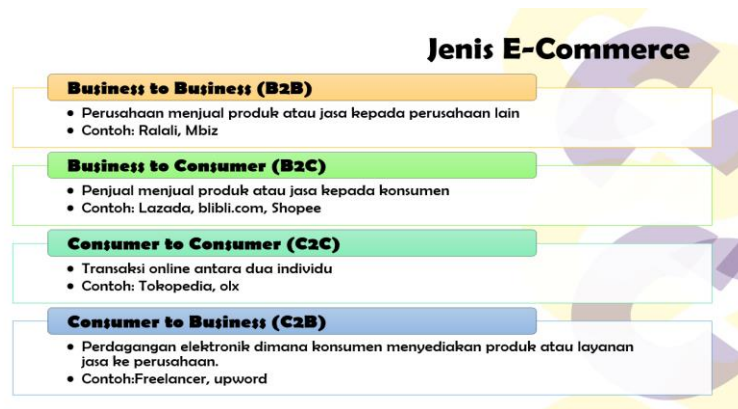 Jenis E-Commerce
Business to Business (B2B)
• Perusahaan menjual produk atau jasa kepada perusahaan lain
• Contoh: Ralali, Mbiz
Business to Consumer (B2C)
• Penjual menjual produk atau jasa kepada konsumen
• Contoh: Lazada, blibli.com, Shopee
Consumer to Consumer (C2C)
• Transaksi online antara dua individu
• Contoh: Tokopedia, olx
Consumer to Business (C2B)
• Perdagangan elektronik dimana konsumen menyediakan produk atau layanan
jasa ke perusahaan.
• Contoh:Freelancer, upword